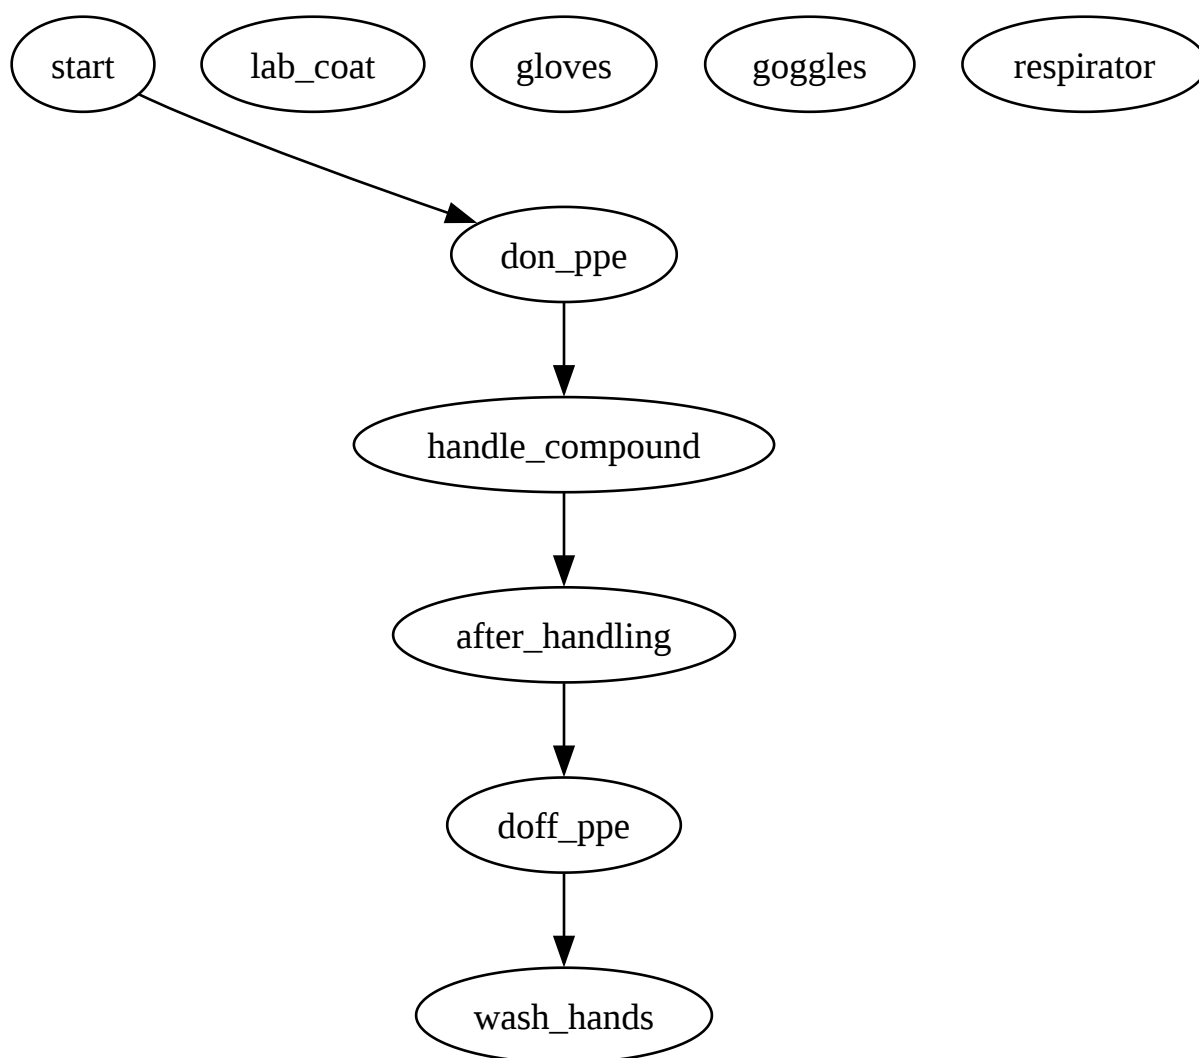 start
lab_coat
gloves
goggles
respirator
don_ppe
handle_compound
after_handling
doff_ppe
wash_hands